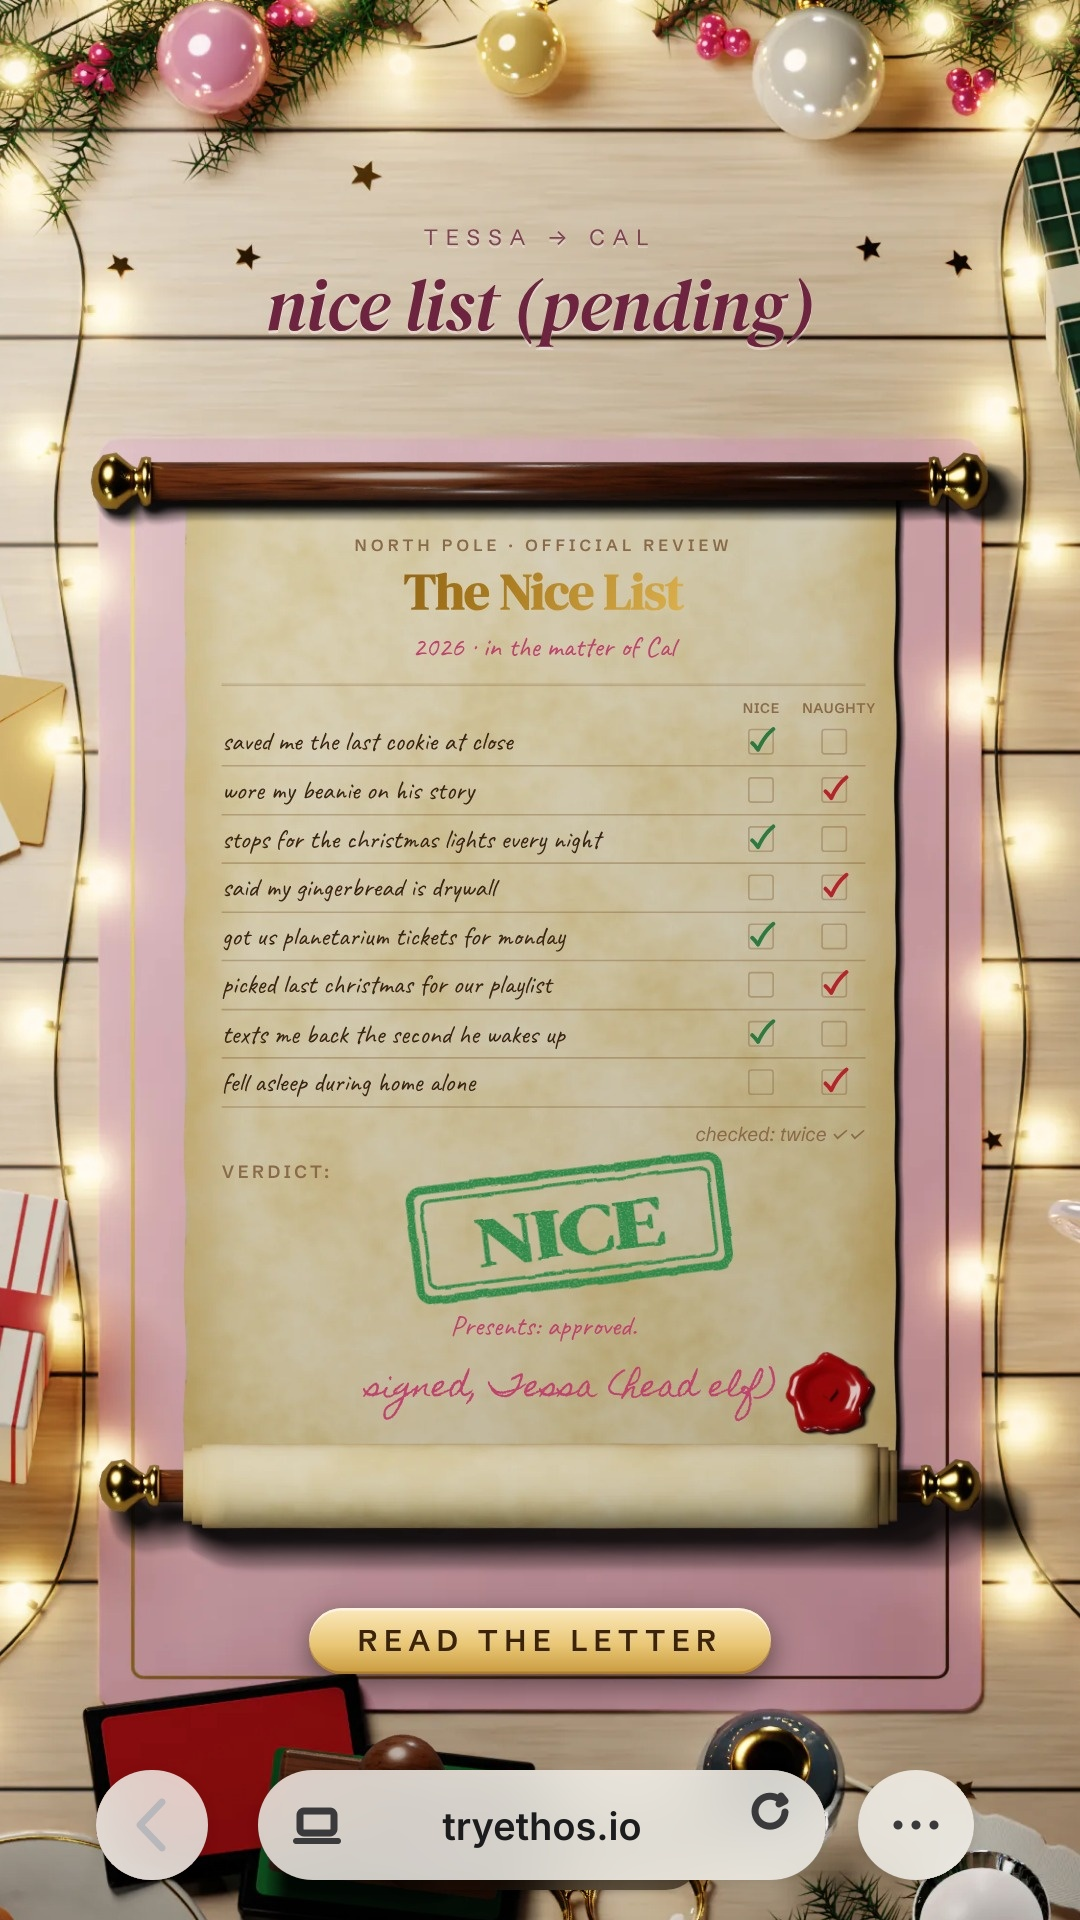 TESSA → CAL
nice list (pending)
NORTH POLE · OFFICIAL REVIEW
The Nice List
2026 · in the matter of Cal
NICE NAUGHTY
saved me the last cookie at close
wore my beanie on his story
stops for the christmas lights every night
said my gingerbread is drywall
got us planetarium tickets for monday
picked last christmas for our playlist
texts me back the second he wakes up
fell asleep during home alone
checked: twice ✓✓
VERDICT:
NICE
Presents: approved.
signed, Tessa (head elf)
READ THE LETTER
tryethos.io